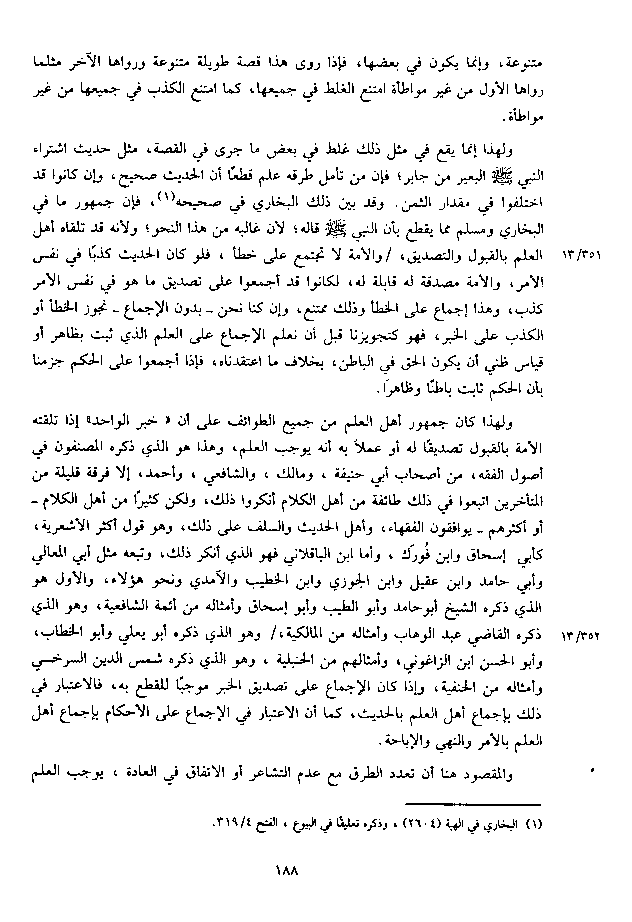 متنوعة، وإنما يكون في بعضها، فإذا روى هذا قصة طويلة متنوعة ورواها الآخر مثلما
رواها الأول من غير مواطأة امتنع الغلط في جميعها، كما امتنع الكذب في جميعها من غير
مواطأة.
ولهذا إنما يقع في مثل ذلك غلط في بعض ما جرى في القصة، مثل حديث اشتراء
النبي ﷺ البعير من جابر؛ فإن من تأمل طرقه علم قطعًا أن الحديث صحيح، وإن كانوا قد
اختلفوا في مقدار الثمن. وقد بين ذلك البخاري في صحيحه(١)، فإن جمهور ما في
البخاري ومسلم مما يقطع بأن النبي ﷺ قاله؛ لأن غالبه من هذا النحو؛ ولأنه قد تلقاه أهل
١٣/٣٥١ العلم بالقبول والتصديق، / والأمة لا تجتمع على خطأ ، فلو كان الحديث كذبًا في نفس
الأمر، والأمة مصدقة له قابلة له، لكانوا قد أجمعوا على تصديق ما هو في نفس الأمر
كذب، وهذا إجماع على الخطأ وذلك ممتنع، وإن كنا نحن ـ بدون الإجماع ـ نجوز الخطأ أو
الكذب على الخبر، فهو كتجويزنا قبل أن نعلم الإجماع على العلم الذي ثبت بظاهر أو
قياس ظني أن يكون الحق في الباطن، بخلاف ما اعتقدناه، فإذا أجمعوا على الحكم جزمنا
بأن الحكم ثابت باطنًا وظاهرًا.
ولهذا كان جمهور أهل العلم من جميع الطوائف على أن « خبر الواحد» إذا تلقته
الأمة بالقبول تصديقًا له أو عملاً به أنه يوجب العلم، وهذا هو الذي ذكره المصنفون في
أصول الفقه، من أصحاب أبي حنيفة ، ومالك ، والشافعي ، وأحمد، إلا فرقة قليلة من
المتأخرين اتبعوا في ذلك طائفة من أهل الكلام أنكروا ذلك، ولكن كثيرًا من أهل الكلام ـ
أو أكثرهم ـ يوافقون الفقهاء، وأهل الحديث والسلف على ذلك، وهو قول أكثر الأشعرية،
كأبي إسحاق وابن فُورَك ، وأما ابن الباقلاني فهو الذي أنكر ذلك، وتبعه مثل أبي المعالي
وأبي حامد وابن عقيل وابن الجوزي وابن الخطيب والآمدي ونحو هؤلاء، والأول هو
الذي ذكره الشيخ أبوحامد وأبو الطيب وأبو إسحاق وأمثاله من أئمة الشافعية، وهو الذي
١٣/٣٥٢ ذكره القاضي عبد الوهاب وأمثاله من المالكية، / وهو الذي ذكره أبو يعلي وأبو الخطاب،
وأبو الحسن ابن الزاغوني، وأمثالهم من الحنبلية ، وهو الذي ذكره شمس الدين السرخسي
وأمثاله من الحنفية، وإذا كان الإجماع على تصديق الخبر موجبًا للقطع به، فالاعتبار في
ذلك بإجماع أهل العلم بالحديث، كما أن الاعتبار في الإجماع على الأحكام بإجماع أهل
العلم بالأمر والنهي والإباحة.
والمقصود هنا أن تعدد الطرق مع عدم التشاعر أو الاتفاق في العادة ، يوجب العلم
(١) البخاري في الهبة (٢٦٠٤) ، وذكره تعليقًا في البيوع ، الفتح ٣١٩/٤.
١٨٨